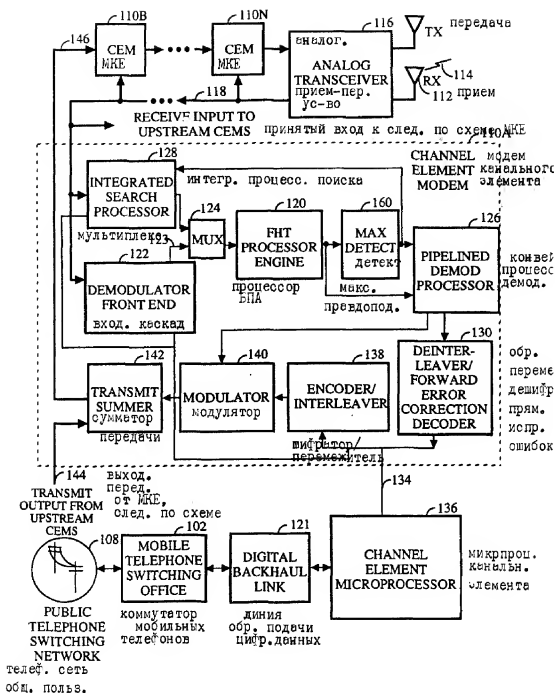 110B
110N
116
TX
передача
146
CEM
МКЕ
CEM
МКЕ
аналог.
ANALOG
TRANSCEIVER
прием-пер.
ус-во
114
RX
112
прием
118
RECEIVE INPUT TO
UPSTREAM CEMS
принятый вход к след. по схеме МКЕ
110A
128
INTEGRATED
SEARCH
PROCESSOR
интегр. процесс. поиска
CHANNEL
ELEMENT
MODEM
модем
канального
элемента
мультиплекс
124
MUX
123
120
FHT
PROCESSOR
ENGINE
процессор
БПА
160
MAX
DETECT
детект
макс.
правдопод.
126
PIPELINED
DEMOD
PROCESSOR
конвей
процесс
демод.
122
DEMODULATOR
FRONT END
вход. каскад
142
TRANSMIT
SUMMER
сумматор
передачи
140
MODULATOR
модулятор
138
ENCODER/
INTERLEAVER
шифратор/
перемежитель
130
DEINTER-
LEAVER/
FORWARD
ERROR
CORRECTION
DECODER
обр.
переме
дешифр
прям.
испр.
ошибок
144
TRANSMIT
OUTPUT FROM
UPSTREAM
CEMS
выход.
перед.
от МКЕ,
след. по схеме
134
108
PUBLIC
TELEPHONE
SWITCHING
NETWORK
телеф. сеть
общ. польз.
102
MOBILE
TELEPHONE
SWITCHING
OFFICE
коммутатор
мобильных
телефонов
121
DIGITAL
BACKHAUL
LINK
линия
обр. подачи
цифр.данных
136
CHANNEL
ELEMENT
MICROPROCESSOR
микрпроц.
канальн.
элемента